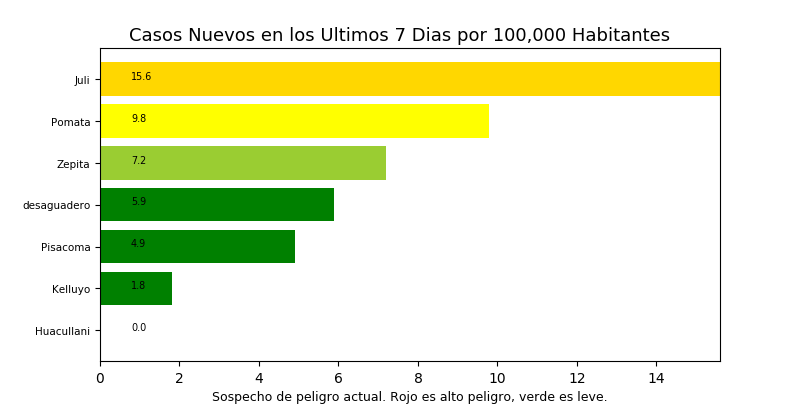 Casos Nuevos en los Ultimos 7 Dias por 100,000 Habitantes
Juli 15.6
Pomata 9.8
Zepita 7.2
desaguadero 5.9
Pisacoma 4.9
Kelluyo 1.8
Huacullani 0.0
0 2 4 6 8 10 12 14
Sospecho de peligro actual. Rojo es alto peligro, verde es leve.